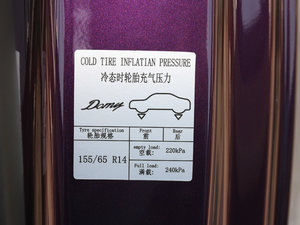 COLD TIRE INFLATIAN PRESSURE
冷态时轮胎充气压力
Domy
Tyre specification
轮胎规格
Front
前
Rear
后
155/65 R14
empty load:
空载:
220kPa
Full load:
满载:
240kPa